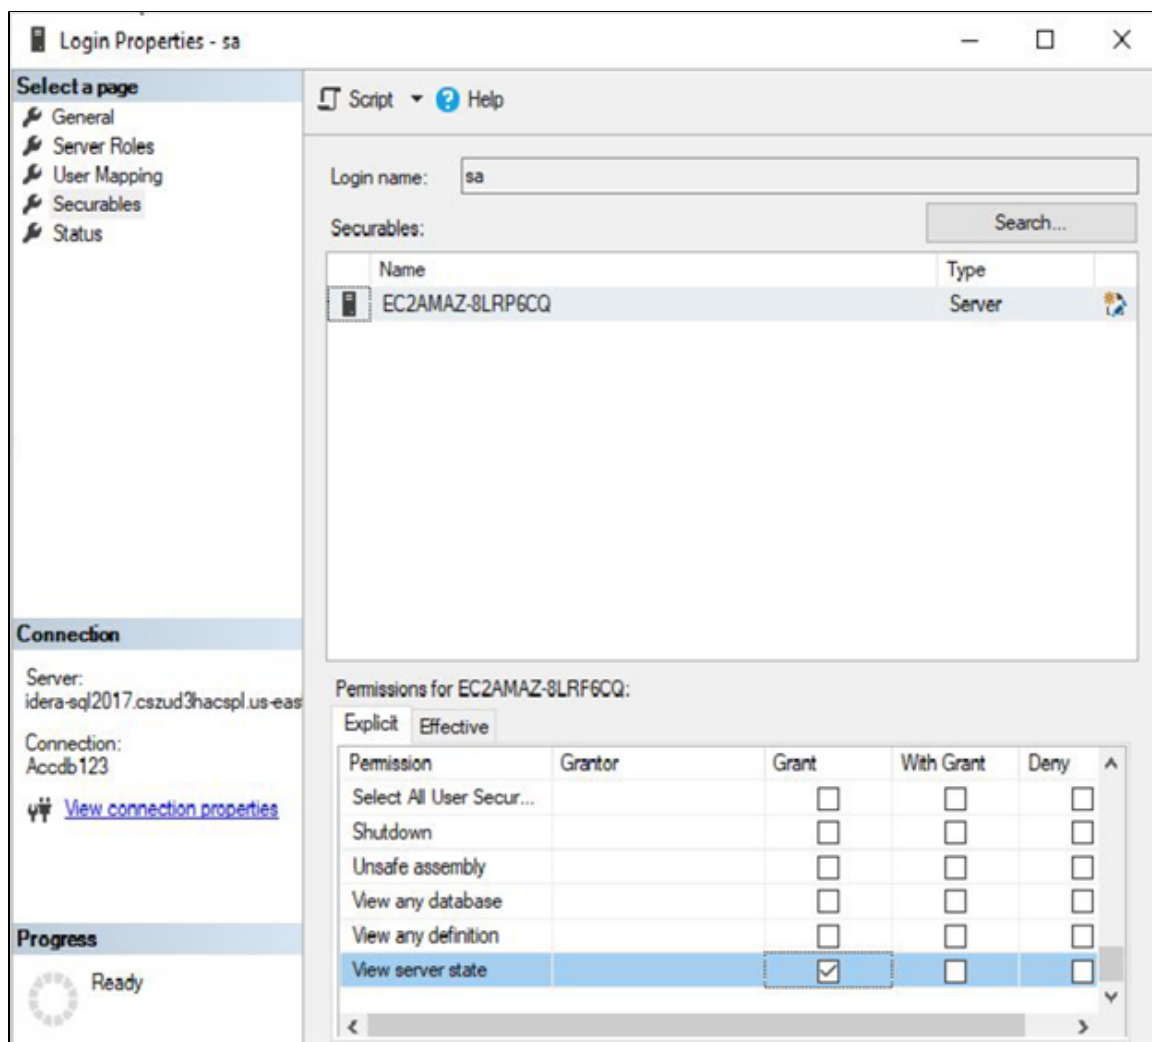 Login Properties - sa
Select a page
General
Server Roles
User Mapping
Securables
Status
Script
Help
Login name: sa
Securables:
Search...
Name Type
EC2AMAZ-8LRP6CQ Server
Connection
Server:
idera-sql2017.cszud3hacspl.us-eas
Connection:
Accdb123
View connection properties
Progress
Ready
Permissions for EC2AMAZ-8LRF6CQ:
Explicit Effective
Permission Grantor Grant With Grant Deny
Select All User Secur...
Shutdown
Unsafe assembly
View any database
View any definition
View server state